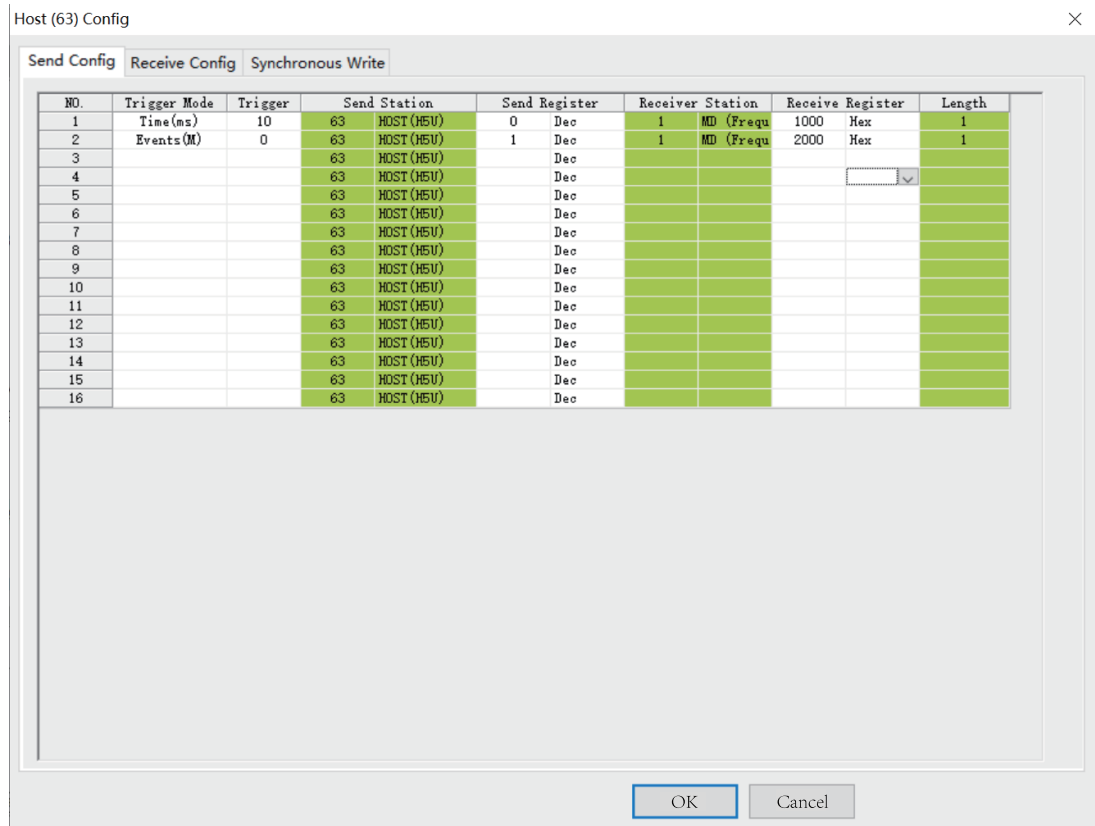 Host (63) Config
Send Config Receive Config Synchronous Write
NO. Trigger Mode Trigger Send Station Send Register Receiver Station Receive Register Length
1 Time(ms) 10 63 HOST(H5U) 0 Dec 1 MD (Frequ 1000 Hex 1
2 Events(M) 0 63 HOST(H5U) 1 Dec 1 MD (Frequ 2000 Hex 1
3 63 HOST(H5U) Dec
4 63 HOST(H5U) Dec
5 63 HOST(H5U) Dec
6 63 HOST(H5U) Dec
7 63 HOST(H5U) Dec
8 63 HOST(H5U) Dec
9 63 HOST(H5U) Dec
10 63 HOST(H5U) Dec
11 63 HOST(H5U) Dec
12 63 HOST(H5U) Dec
13 63 HOST(H5U) Dec
14 63 HOST(H5U) Dec
15 63 HOST(H5U) Dec
16 63 HOST(H5U) Dec
OK Cancel